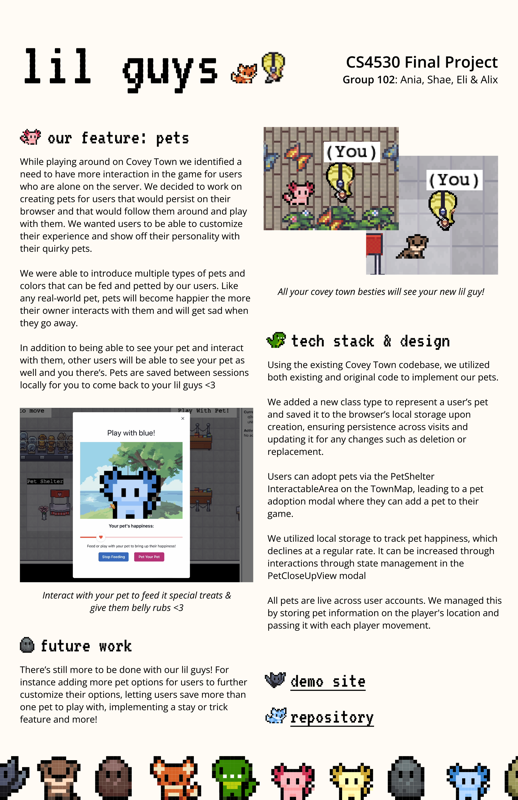 lil guys
CS4530 Final Project
Group 102: Ania, Shae, Eli & Alix
our feature: pets
While playing around on Covey Town we identified a
need to have more interaction in the game for users
who are alone on the server. We decided to work on
creating pets for users that would persist on their
browser and that would follow them around and play
with them. We wanted users to be able to customize
their experience and show off their personality with
their quirky pets.
We were able to introduce multiple types of pets and
colors that can be fed and petted by our users. Like
any real-world pet, pets will become happier the more
their owner interacts with them and will get sad when
they go away.
In addition to being able to see your pet and interact
with them, other users will be able to see your pet as
well and you there's. Pets are saved between sessions
locally for you to come back to your lil guys <3
Play With Pet!
Pet Shelter
Play with blue!
Your pet's happiness:
Feed or play with your pet to bring up their happiness!
Stop Feeding
Pet Your Pet
Interact with your pet to feed it special treats &
give them belly rubs <3
future work
There's still more to be done with our lil guys! For
instance adding more pet options for users to further
customize their options, letting users save more than
one pet to play with, implementing a stay or trick
feature and more!
(You)
(You)
All your covey town besties will see your new lil guy!
tech stack & design
Using the existing Covey Town codebase, we utilized
both existing and original code to implement our pets.
We added a new class type to represent a user's pet
and saved it to the browser's local storage upon
creation, ensuring persistence across visits and
updating it for any changes such as deletion or
replacement.
Users can adopt pets via the PetShelter
InteractableArea on the TownMap, leading to a pet
adoption modal where they can add a pet to their
game.
We utilized local storage to track pet happiness, which
declines at a regular rate. It can be increased through
interactions through state management in the
PetCloseUpView modal
All pets are live across user accounts. We managed this
by storing pet information on the player's location and
passing it with each player movement.
demo site
repository